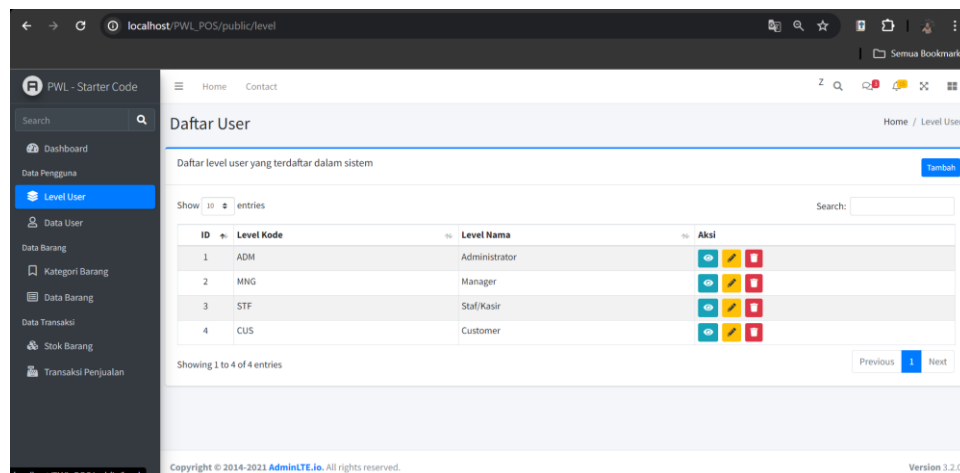 localhost/PWL_POS/public/level
Semua Bookmark
PWL - Starter Code
Home Contact
Z
Search
Daftar User
Home / Level User
Dashboard
Data Pengguna
Daftar level user yang terdaftar dalam sistem
Tambah
Level User
Data User
Show 10 entries
Search:
Data Barang
ID Level Kode Level Nama Aksi
Kategori Barang
1 ADM Administrator
Data Barang
2 MNG Manager
3 STF Staf/Kasir
Data Transaksi
4 CUS Customer
Stok Barang
Showing 1 to 4 of 4 entries
Previous 1 Next
Transaksi Penjualan
Copyright © 2014-2021 AdminLTE.io. All rights reserved.
Version 3.2.0